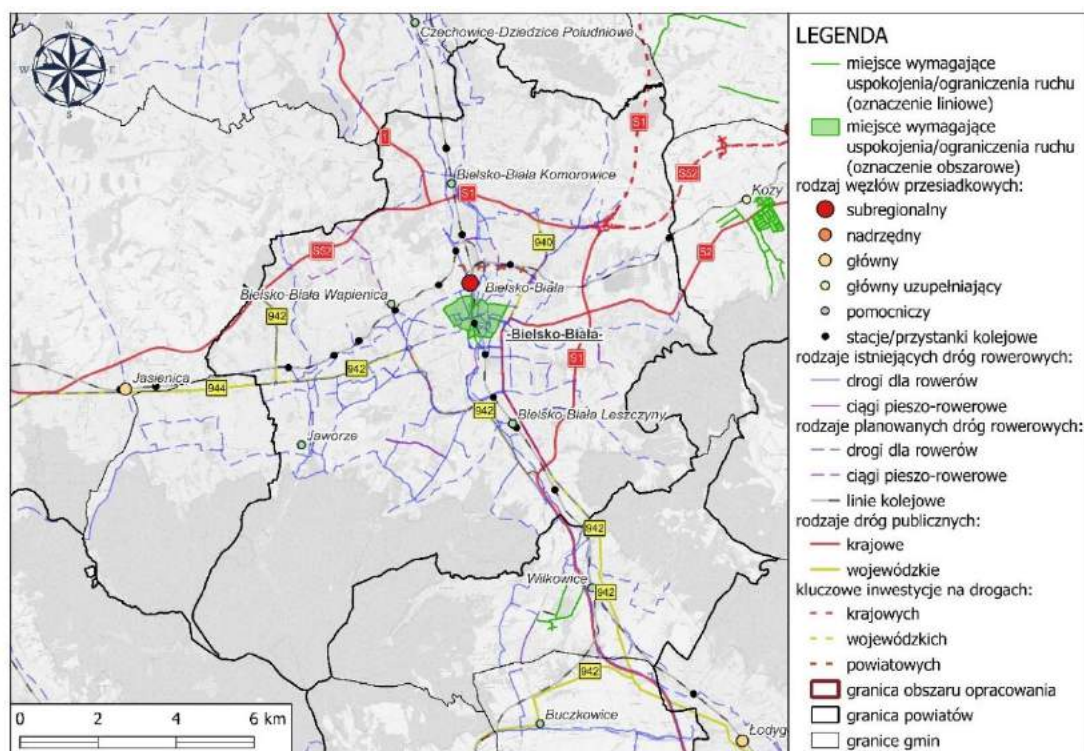 N
W
E
S
Czechowice-Dziedzice Południowe
1
S1
S52
Bielsko-Biała Komorowice
S1
Kozy
940
S52
S2
Bielsko-Biała
Bielsko-Biała Wapienica
942
-Bielsko-Biała-
S1
942
Jasienica
944
942
Bielsko-Biała Leszczyny
Jaworze
942
Wilkowice
942
942
Buczkowice
Łodyg
0 2 4 6 km
LEGENDA
miejsce wymagające
uspokojenia/ograniczenia ruchu
(oznaczenie liniowe)
miejsce wymagające
uspokojenia/ograniczenia ruchu
(oznaczenie obszarowe)
rodzaj węzłów przesiadkowych:
subregionalny
nadrzędny
główny
główny uzupełniający
pomocniczy
stacje/przystanki kolejowe
rodzaje istniejących dróg rowerowych:
drogi dla rowerów
ciągi pieszo-rowerowe
rodzaje planowanych dróg rowerowych:
drogi dla rowerów
ciągi pieszo-rowerowe
linie kolejowe
rodzaje dróg publicznych:
krajowe
wojewódzkie
kluczowe inwestycje na drogach:
krajowych
wojewódzkich
powiatowych
granica obszaru opracowania
granica powiatów
granice gmin